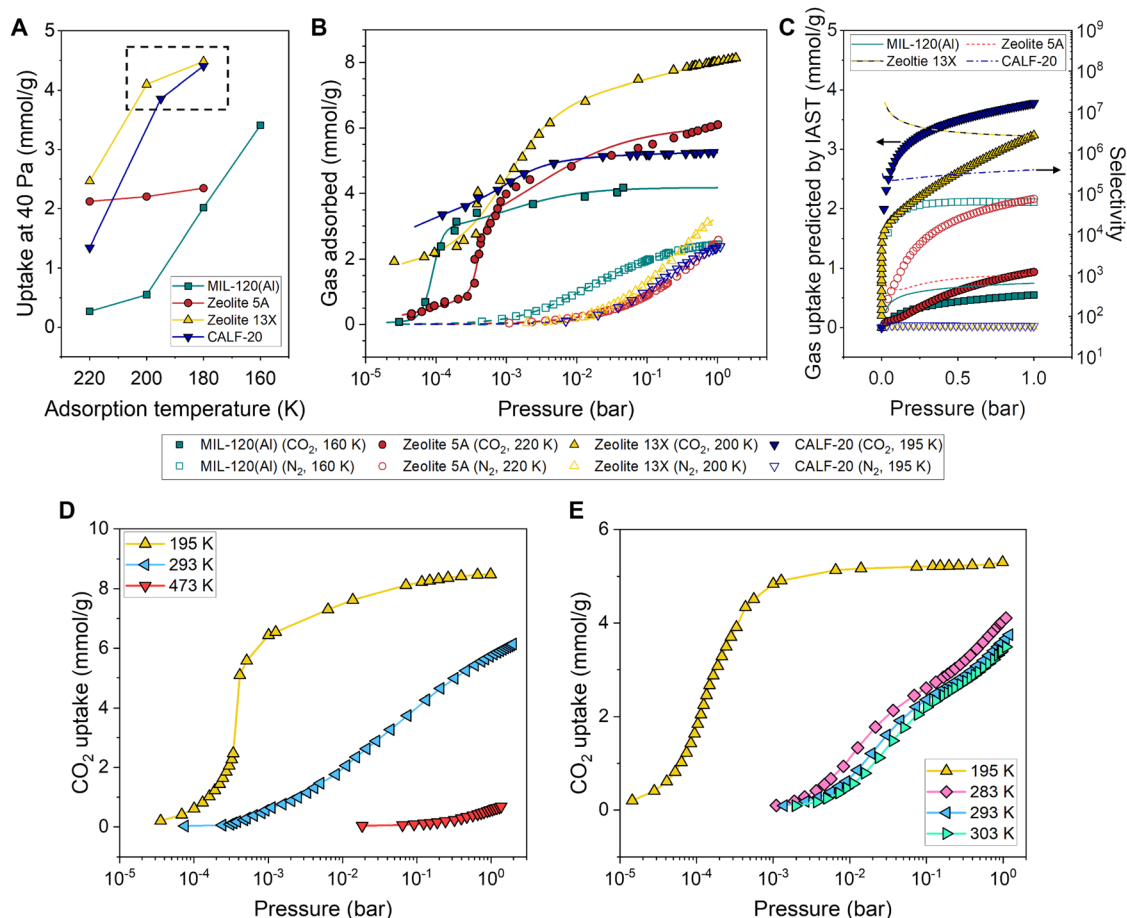 A
Uptake at 40 Pa (mmol/g)
5
4
3
2
1
0
220 200 180 160
Adsorption temperature (K)
MIL-120(Al)
Zeolite 5A
Zeolite 13X
CALF-20
B
Gas adsorbed (mmol/g)
8
6
4
2
0
10⁻⁵ 10⁻⁴ 10⁻³ 10⁻² 10⁻¹ 10⁰
Pressure (bar)
C
Gas uptake predicted by IAST (mmol/g)
5
4
3
2
1
0
MIL-120(Al) Zeolite 5A
Zeoltie 13X CALF-20
10⁹
10⁸
10⁷
10⁶
10⁵
10⁴
10³
10²
10¹
Selectivity
0.0 0.5 1.0
Pressure (bar)
MIL-120(Al) (CO₂, 160 K) Zeolite 5A (CO₂, 220 K) Zeolite 13X (CO₂, 200 K) CALF-20 (CO₂, 195 K)
MIL-120(Al) (N₂, 160 K) Zeolite 5A (N₂, 220 K) Zeolite 13X (N₂, 200 K) CALF-20 (N₂, 195 K)
D
CO₂ uptake (mmol/g)
10
8
6
4
2
0
195 K
293 K
473 K
10⁻⁵ 10⁻⁴ 10⁻³ 10⁻² 10⁻¹ 10⁰
Pressure (bar)
E
CO₂ uptake (mmol/g)
6
4
2
0
195 K
283 K
293 K
303 K
10⁻⁵ 10⁻⁴ 10⁻³ 10⁻² 10⁻¹ 10⁰
Pressure (bar)